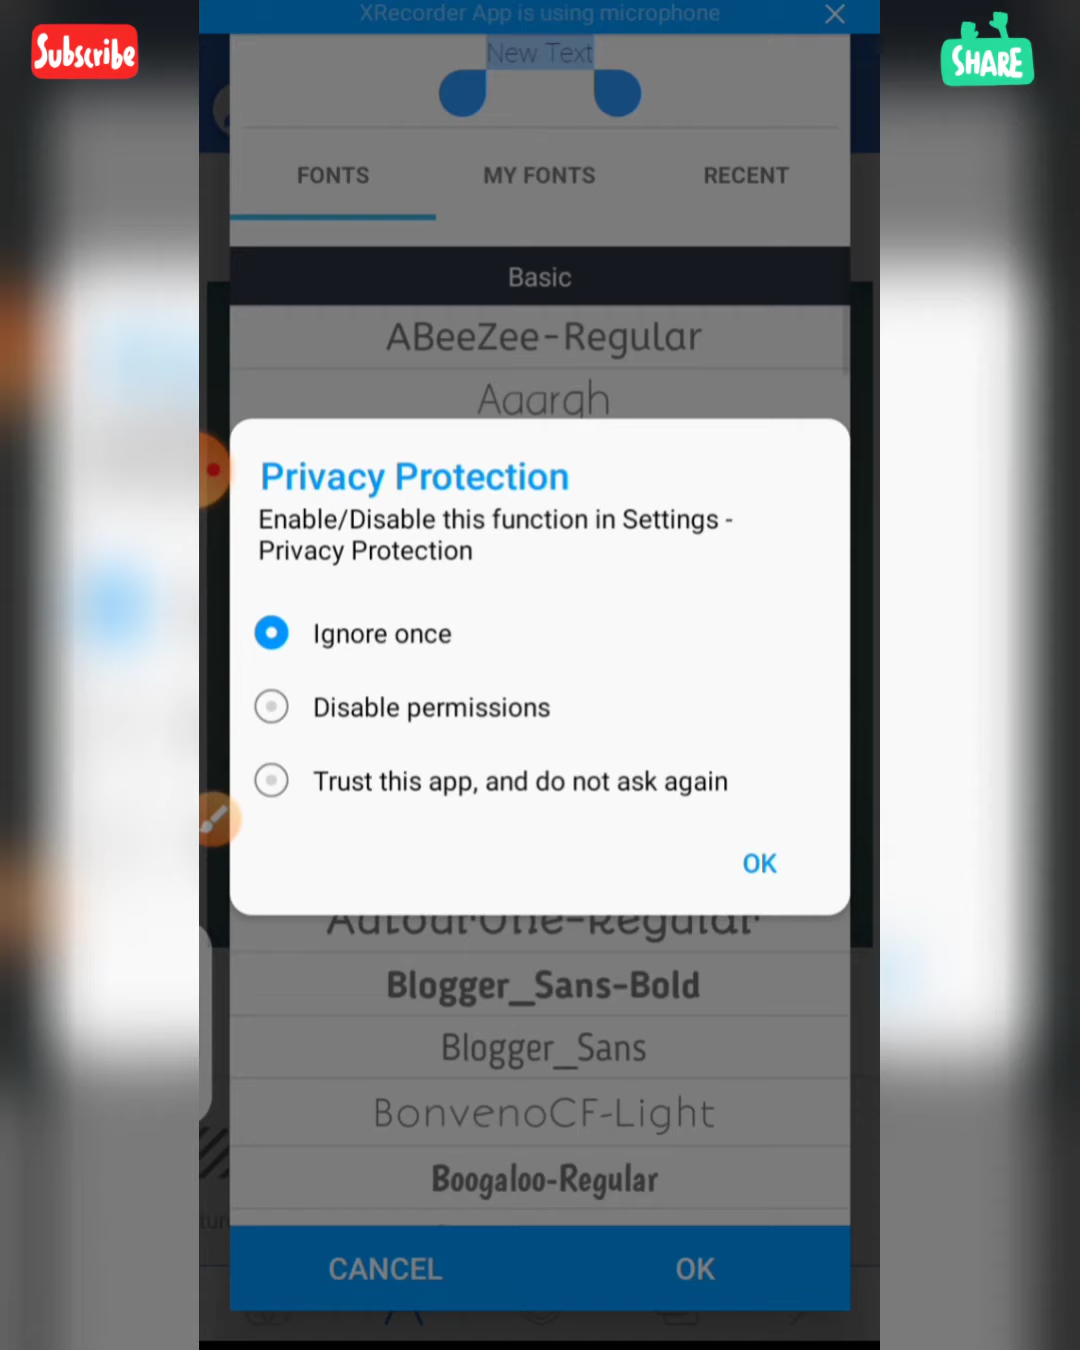 XRecorder App is using microphone
Subscribe
SHARE
New Text
FONTS
MY FONTS
RECENT
Basic
ABeeZee-Regular
Aaargh
Privacy Protection
Enable/Disable this function in Settings -
Privacy Protection
Ignore once
Disable permissions
Trust this app, and do not ask again
OK
Blogger_Sans-Bold
Blogger_Sans
BonvenoCF-Light
Boogaloo-Regular
CANCEL
OK